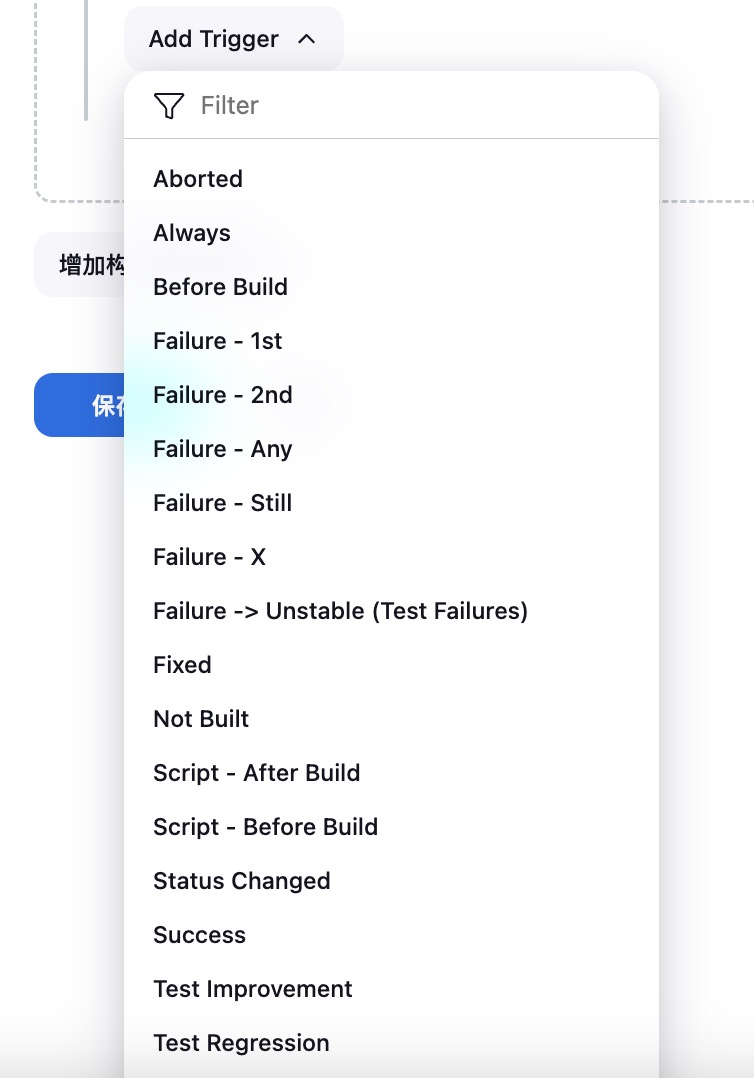 Add Trigger
Filter
Aborted
Always
增加构
Before Build
Failure - 1st
保存
Failure - 2nd
Failure - Any
Failure - Still
Failure - X
Failure -> Unstable (Test Failures)
Fixed
Not Built
Script - After Build
Script - Before Build
Status Changed
Success
Test Improvement
Test Regression